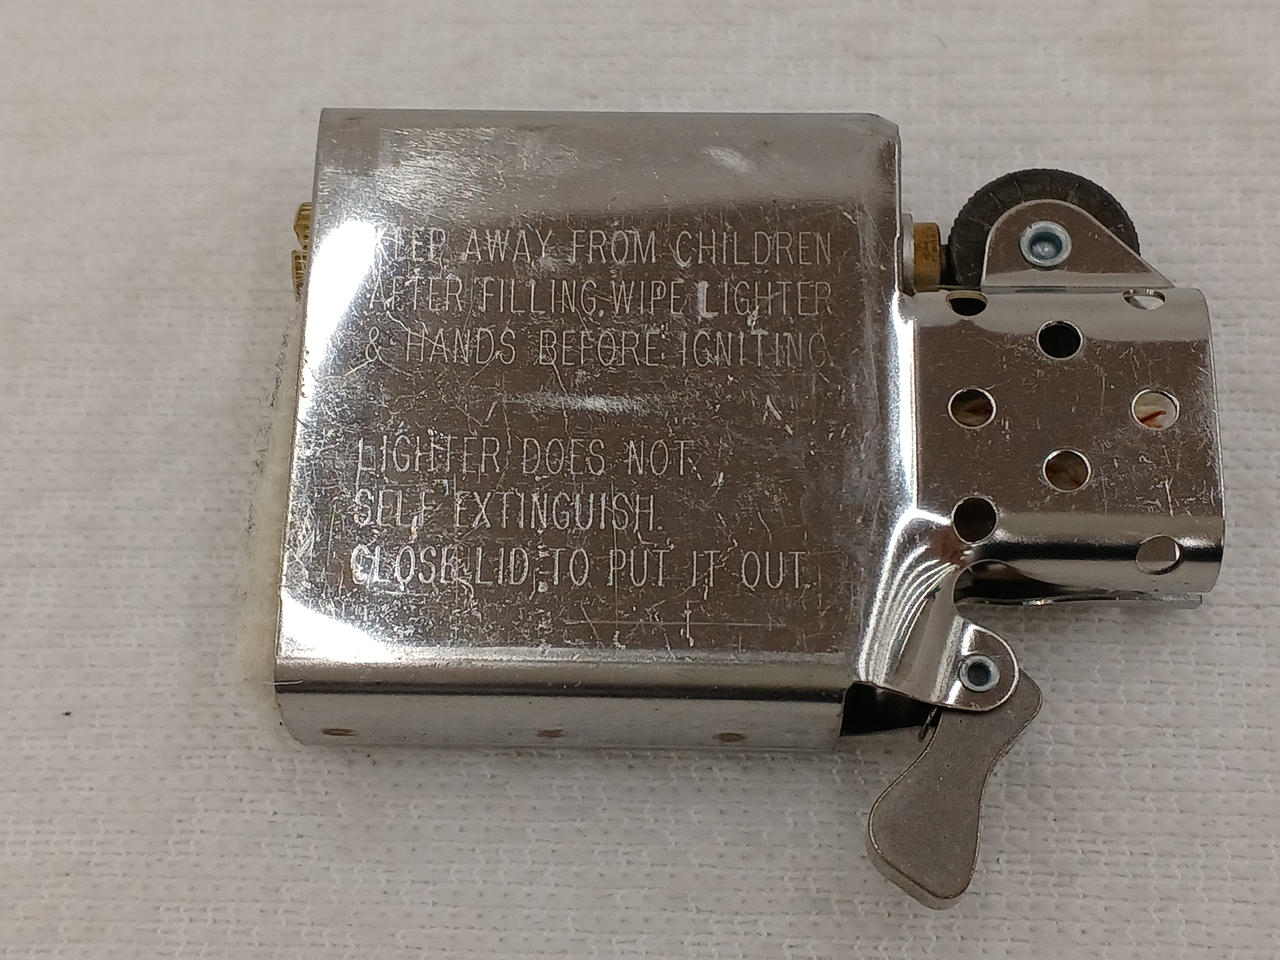 KEEP AWAY FROM CHILDREN
AFTER FILLING, WIPE LIGHTER
& HANDS BEFORE IGNITING.
LIGHTER DOES NOT
SELF EXTINGUISH.
CLOSE LID TO PUT IT OUT.